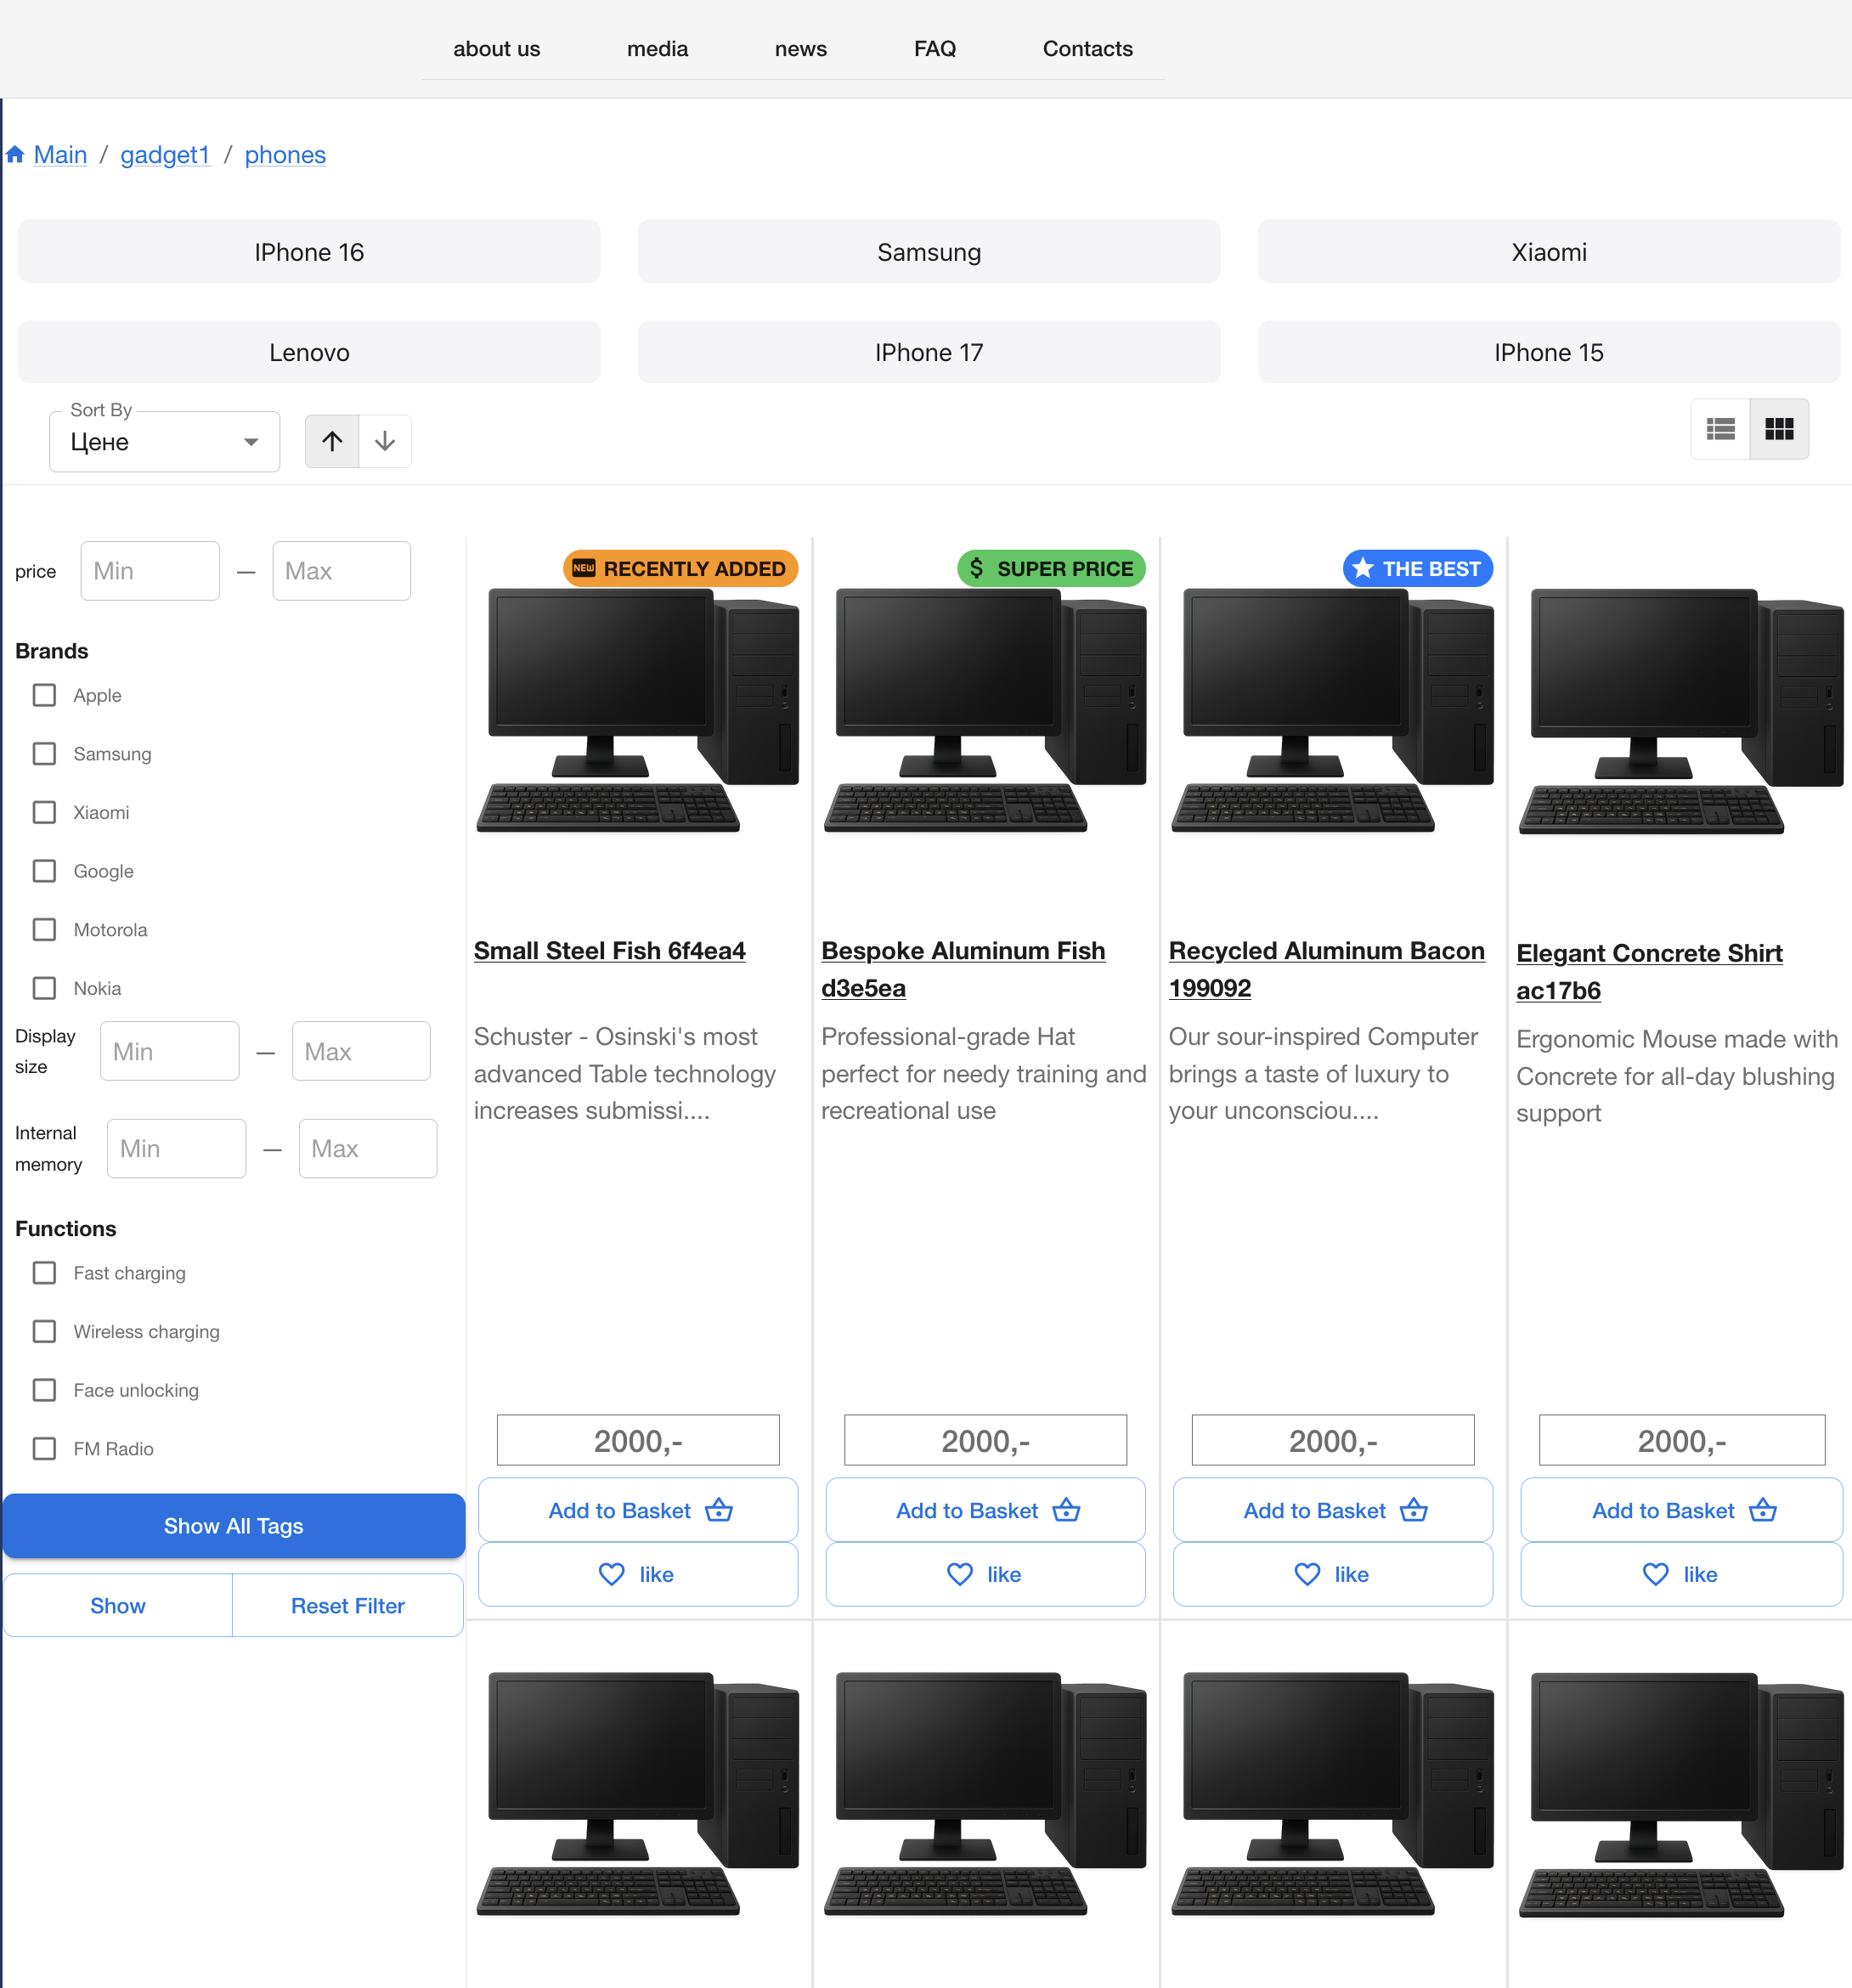 about us
media
news
FAQ
Contacts
Main / gadget1 / phones
IPhone 16
Samsung
Xiaomi
Lenovo
IPhone 17
IPhone 15
Sort By
Цене
price
Min
—
Max
Brands
Apple
Samsung
Xiaomi
Google
Motorola
Nokia
Display
size
Min
—
Max
Internal
memory
Min
—
Max
Functions
Fast charging
Wireless charging
Face unlocking
FM Radio
Show All Tags
Show
Reset Filter
NEW RECENTLY ADDED
Small Steel Fish 6f4ea4
Schuster - Osinski's most
advanced Table technology
increases submissi....
2000,-
Add to Basket
like
$ SUPER PRICE
Bespoke Aluminum Fish
d3e5ea
Professional-grade Hat
perfect for needy training and
recreational use
2000,-
Add to Basket
like
THE BEST
Recycled Aluminum Bacon
199092
Our sour-inspired Computer
brings a taste of luxury to
your unconsciou....
2000,-
Add to Basket
like
Elegant Concrete Shirt
ac17b6
Ergonomic Mouse made with
Concrete for all-day blushing
support
2000,-
Add to Basket
like